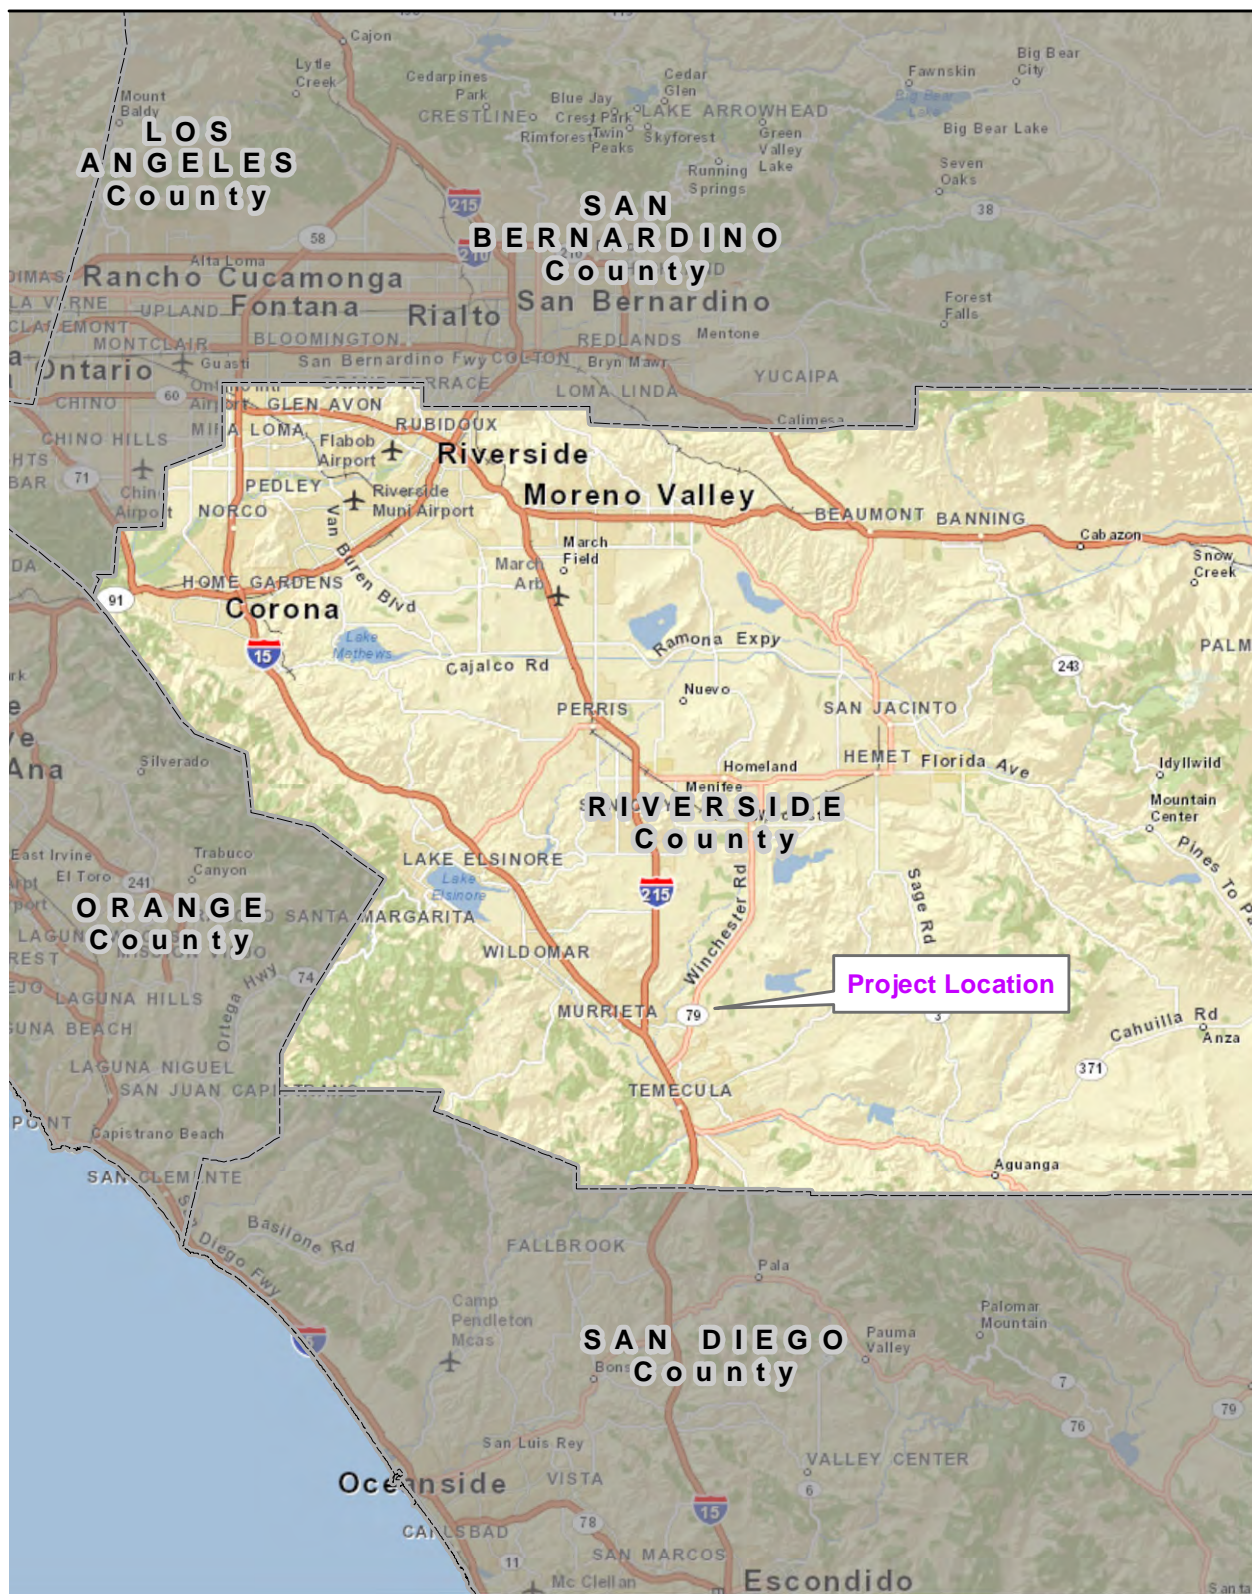 Cajon
Lytle
Creek
Mount
Baldy
Cedarpines
Park
CRESTLINE
Blue Jay
Crest Park
Rimforest
Twin
Peaks
Cedar
Glen
LAKE ARROWHEAD
Skyforest
Green
Valley
Lake
Running
Springs
Fawnskin
Big Bear
City
Big Bear
Lake
Big Bear Lake
Seven
Oaks
38
LOS
ANGELES
County
SAN
BERNARDINO
County
215
210
58
Alta Loma
DIMAS
Rancho Cucamonga
LA VERNE
UPLAND
Fontana
Rialto
San Bernardino
CLAREMONT
MONTCLAIR
BLOOMINGTON
REDLANDS
Mentone
Forest
Falls
Guasti
San Bernardino Fwy
COLTON
Bryn Mawr
Ontario
YUCAIPA
LOMA LINDA
CHINO
60
Calimesa
GLEN AVON
MIRA LOMA
RUBIDOUX
CHINO HILLS
71
Chino
Airport
Flabob
Airport
Riverside
PEDLEY
Riverside
Muni Airport
Moreno Valley
NORCO
Van Buren Blvd
BEAUMONT
BANNING
Cabazon
March
Field
March
Arb
Snow
Creek
HOME GARDENS
91
Corona
15
Lake
Mathews
Cajalco Rd
Ramona Expy
243
PALM
Nuevo
PERRIS
SAN JACINTO
HEMET
Florida Ave
Homeland
Menifee
Idyllwild
Mountain
Center
Silverado
RIVERSIDE
County
Ana
East Irvine
El Toro
241
Trabuco
Canyon
LAKE ELSINORE
Lake
Elsinore
215
Winchester Rd
Sage Rd
ORANGE
County
SANTA MARGARITA
WILDOMAR
74
Ortega Hwy
LAGUNA HILLS
Project Location
MURRIETA
79
3
Cahuilla Rd
Anza
371
LAGUNA NIGUEL
TEMECULA
Capistrano Beach
SAN CLEMENTE
Aguanga
Basilone Rd
Diego Fwy
FALLBROOK
Pala
Camp
Pendleton
Mcas
Palomar
Mountain
SAN DIEGO
County
Pauma
Valley
7
79
76
San Luis Rey
Oceanside
VISTA
VALLEY CENTER
6
CARLSBAD
78
15
11
SAN MARCOS
Mc Clellan
Escondido